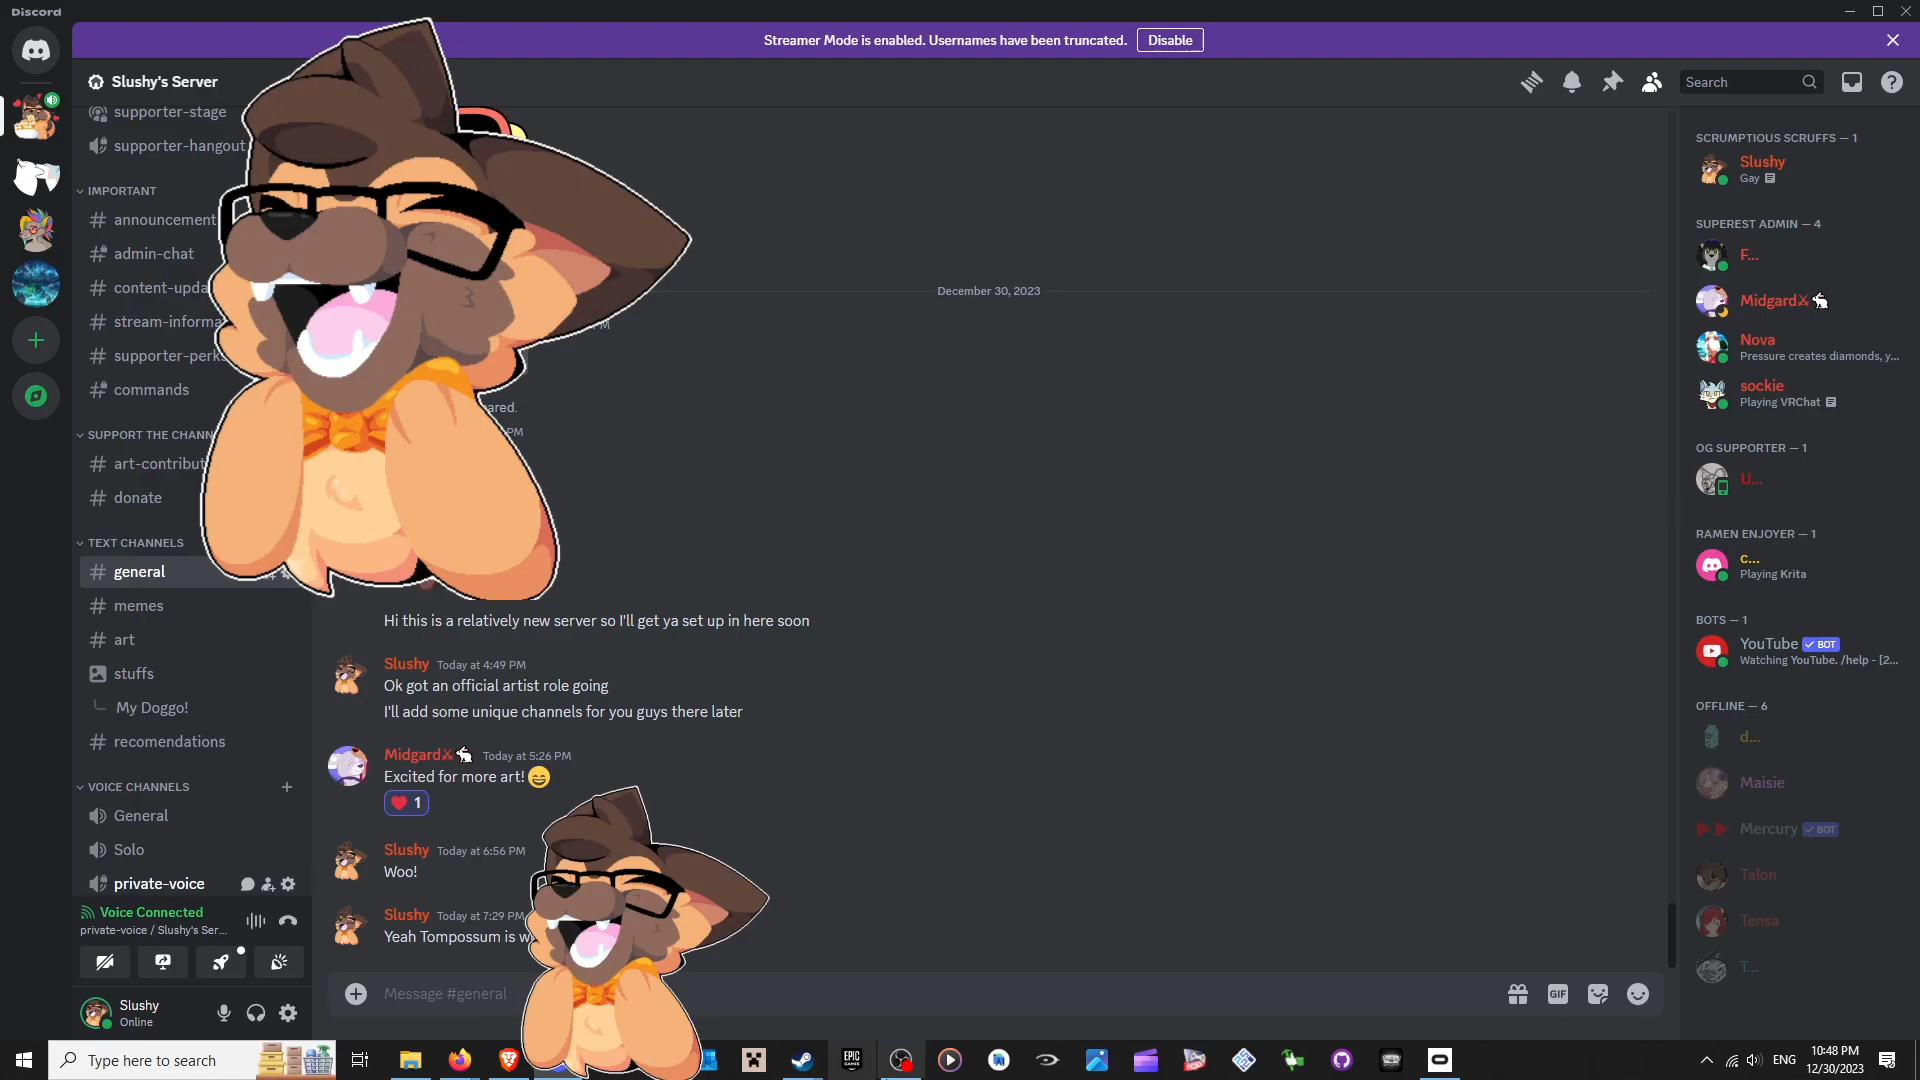 Discord
Streamer Mode is enabled. Usernames have been truncated.
Disable
Slushy's Server
Search
supporter-stage
supporter-hangout
IMPORTANT
announcement
admin-chat
content-upda
stream-informa
supporter-perks
commands
SUPPORT THE CHANN
art-contribut
donate
TEXT CHANNELS
general
memes
art
stuffs
My Doggo!
recomendations
VOICE CHANNELS
General
Solo
private-voice
Voice Connected
private-voice / Slushy's Ser...
Slushy
Online
December 30, 2023
PM
ared.
PM
Hi this is a relatively new server so I'll get ya set up in here soon
Slushy Today at 4:49 PM
Ok got an official artist role going
I'll add some unique channels for you guys there later
Midgard⚔🐇 Today at 5:26 PM
Excited for more art! 😄
❤ 1
Slushy Today at 6:56 PM
Woo!
Slushy Today at 7:29 PM
Yeah Tompossum is w
Message #general
GIF
SCRUMPTIOUS SCRUFFS — 1
Slushy
Gay
SUPEREST ADMIN — 4
F...
Midgard⚔🐇
Nova
Pressure creates diamonds, y...
sockie
Playing VRChat
OG SUPPORTER — 1
U...
RAMEN ENJOYER — 1
c...
Playing Krita
BOTS — 1
YouTube ✓ BOT
Watching YouTube. /help - [2...
OFFLINE — 6
d...
Maisie
Mercury ✓ BOT
Talon
Tensa
T...
Type here to search
EPIC
GAMES
ENG
10:48 PM
12/30/2023